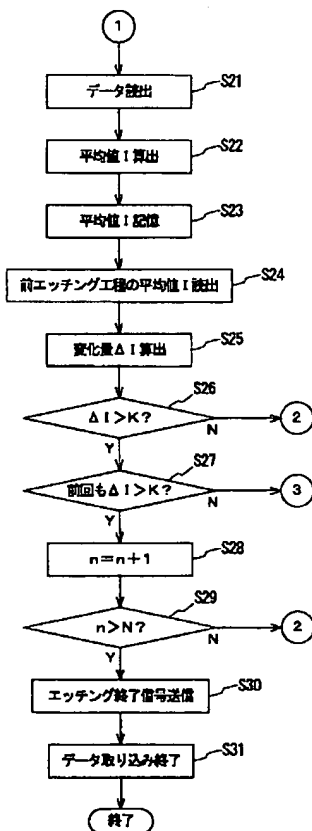 1
データ読出
S21
平均値I算出
S22
平均値I記憶
S23
前エッチング工程の平均値I読出
S24
変化量ΔI算出
S25
ΔI>K?
S26
N
2
Y
前回もΔI>K?
S27
N
3
Y
n=n+1
S28
n>N?
S29
N
2
Y
エッチング終了信号送信
S30
データ取り込み終了
S31
終了